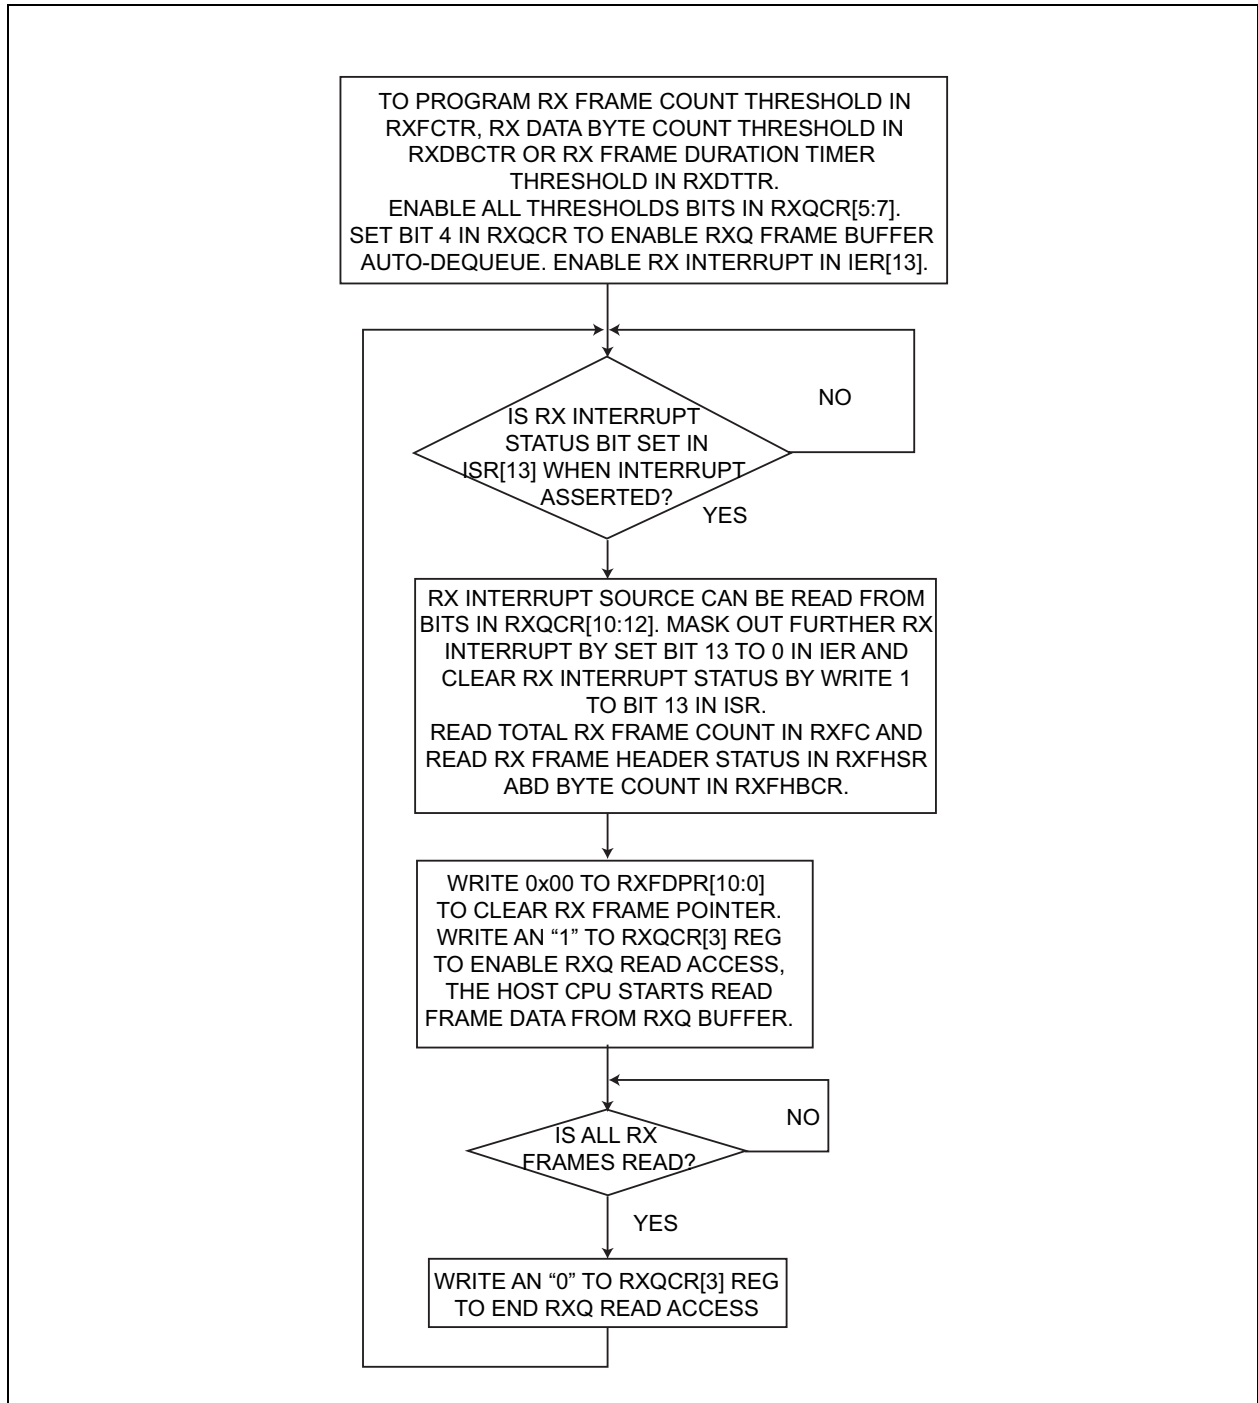 TO PROGRAM RX FRAME COUNT THRESHOLD IN
RXFCTR, RX DATA BYTE COUNT THRESHOLD IN
RXDBCTR OR RX FRAME DURATION TIMER
THRESHOLD IN RXDTTR.
ENABLE ALL THRESHOLDS BITS IN RXQCR[5:7].
SET BIT 4 IN RXQCR TO ENABLE RXQ FRAME BUFFER
AUTO-DEQUEUE. ENABLE RX INTERRUPT IN IER[13].
NO
IS RX INTERRUPT
STATUS BIT SET IN
ISR[13] WHEN INTERRUPT
ASSERTED?
YES
RX INTERRUPT SOURCE CAN BE READ FROM
BITS IN RXQCR[10:12]. MASK OUT FURTHER RX
INTERRUPT BY SET BIT 13 TO 0 IN IER AND
CLEAR RX INTERRUPT STATUS BY WRITE 1
TO BIT 13 IN ISR.
READ TOTAL RX FRAME COUNT IN RXFC AND
READ RX FRAME HEADER STATUS IN RXFHSR
ABD BYTE COUNT IN RXFHBCR.
WRITE 0x00 TO RXFDPR[10:0]
TO CLEAR RX FRAME POINTER.
WRITE AN “1” TO RXQCR[3] REG
TO ENABLE RXQ READ ACCESS,
THE HOST CPU STARTS READ
FRAME DATA FROM RXQ BUFFER.
NO
IS ALL RX
FRAMES READ?
YES
WRITE AN “0” TO RXQCR[3] REG
TO END RXQ READ ACCESS